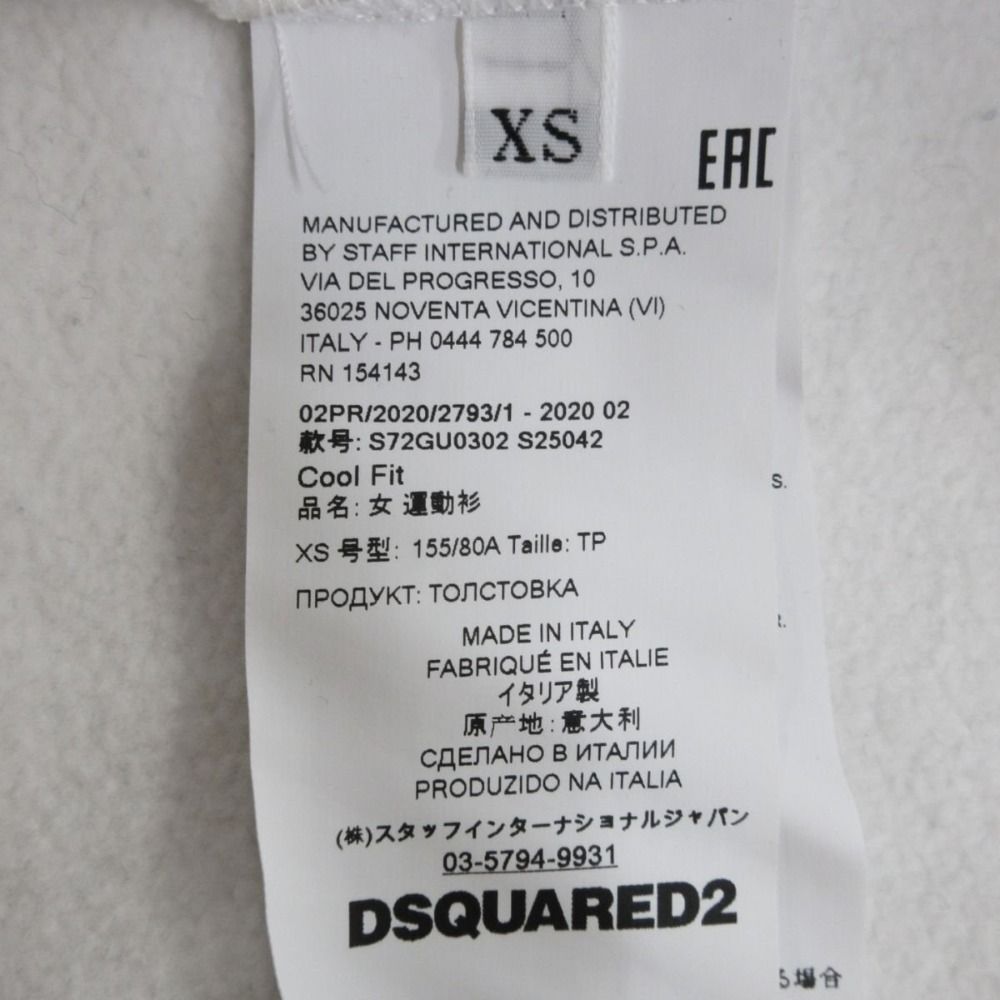 XS
EAC
MANUFACTURED AND DISTRIBUTED
BY STAFF INTERNATIONAL S.P.A.
VIA DEL PROGRESSO, 10
36025 NOVENTA VICENTINA (VI)
ITALY - PH 0444 784 500
RN 154143
02PR/2020/2793/1 - 2020 02
款号: S72GU0302 S25042
Cool Fit
品名: 女 運動衫
XS 号型: 155/80A Taille: TP
ПРОДУКТ: ТОЛСТОВКА
MADE IN ITALY
FABRIQUÉ EN ITALIE
イタリア製
原产地: 意大利
СДЕЛАНО В ИТАЛИИ
PRODUZIDO NA ITALIA
(株)スタッフインターナショナルジャパン
03-5794-9931
DSQUARED2
S.
R.
る場合